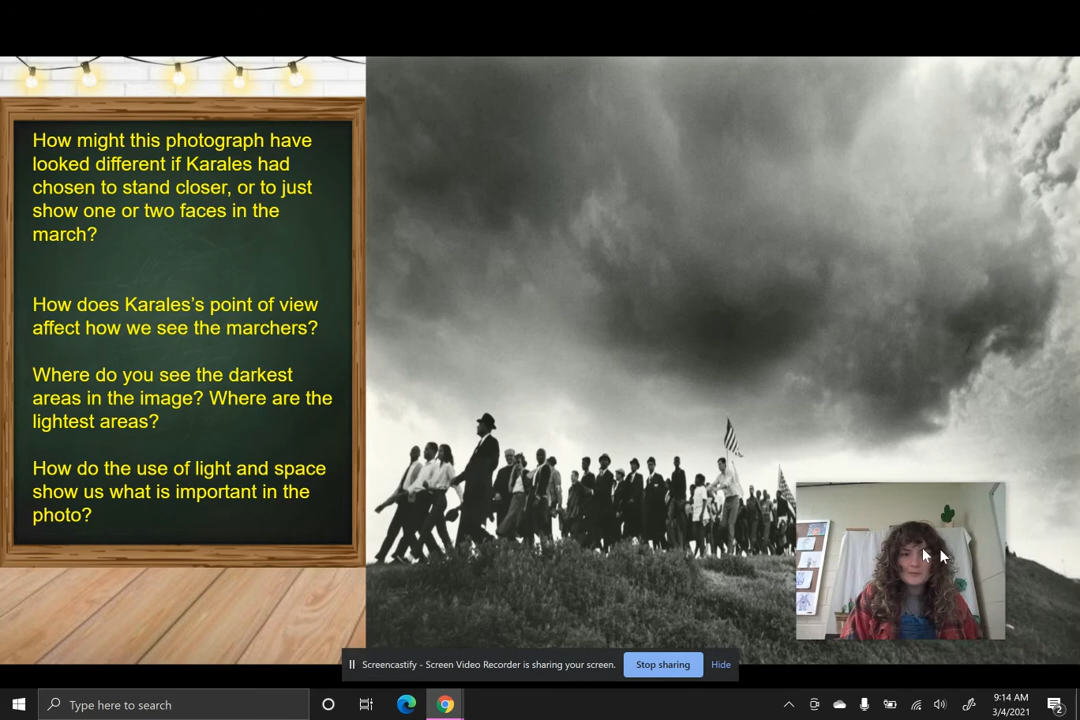 How might this photograph have
looked different if Karales had
chosen to stand closer, or to just
show one or two faces in the
march?
How does Karales’s point of view
affect how we see the marchers?
Where do you see the darkest
areas in the image? Where are the
lightest areas?
How do the use of light and space
show us what is important in the
photo?
Screencastify - Screen Video Recorder is sharing your screen.
Stop sharing
Hide
Type here to search
9:14 AM
3/4/2021
2